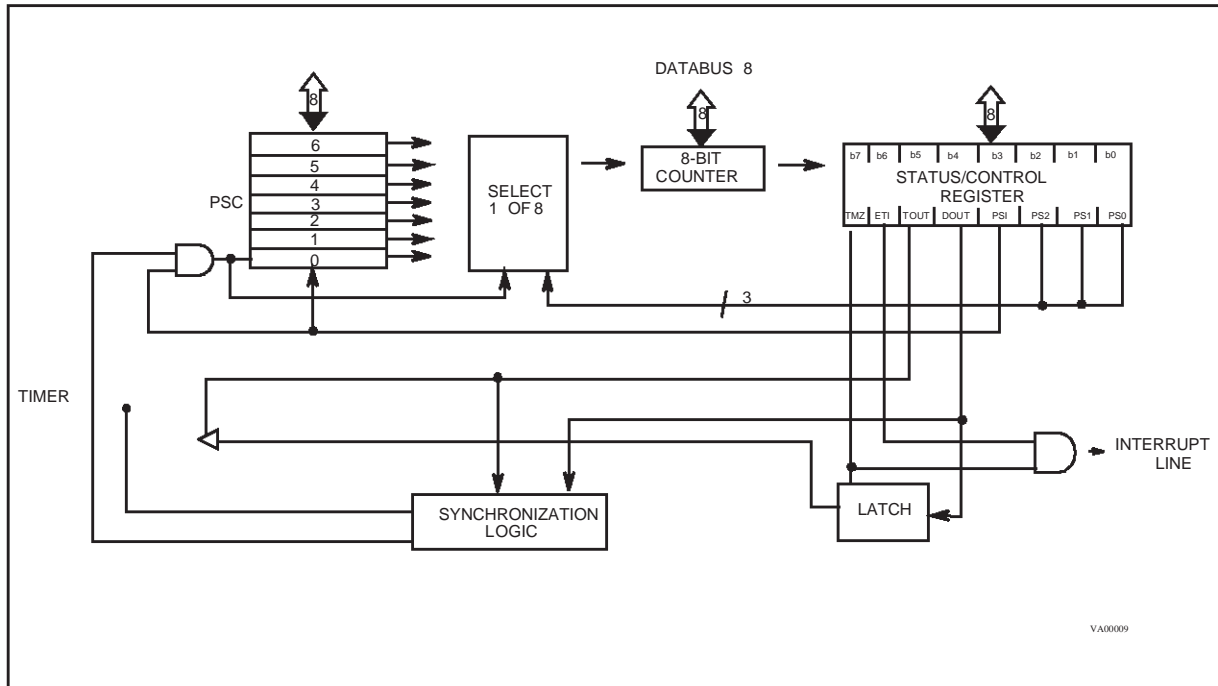 DATABUS 8
8
8
8
6
5
4
3
2
1
0
PSC
SELECT
1 OF 8
8-BIT
COUNTER
b7 b6 b5 b4 b3 b2 b1 b0
STATUS/CONTROL
REGISTER
TMZ ETI TOUT DOUT PSI PS2 PS1 PS0
3
TIMER
INTERRUPT
LINE
SYNCHRONIZATION
LOGIC
LATCH
VA00009